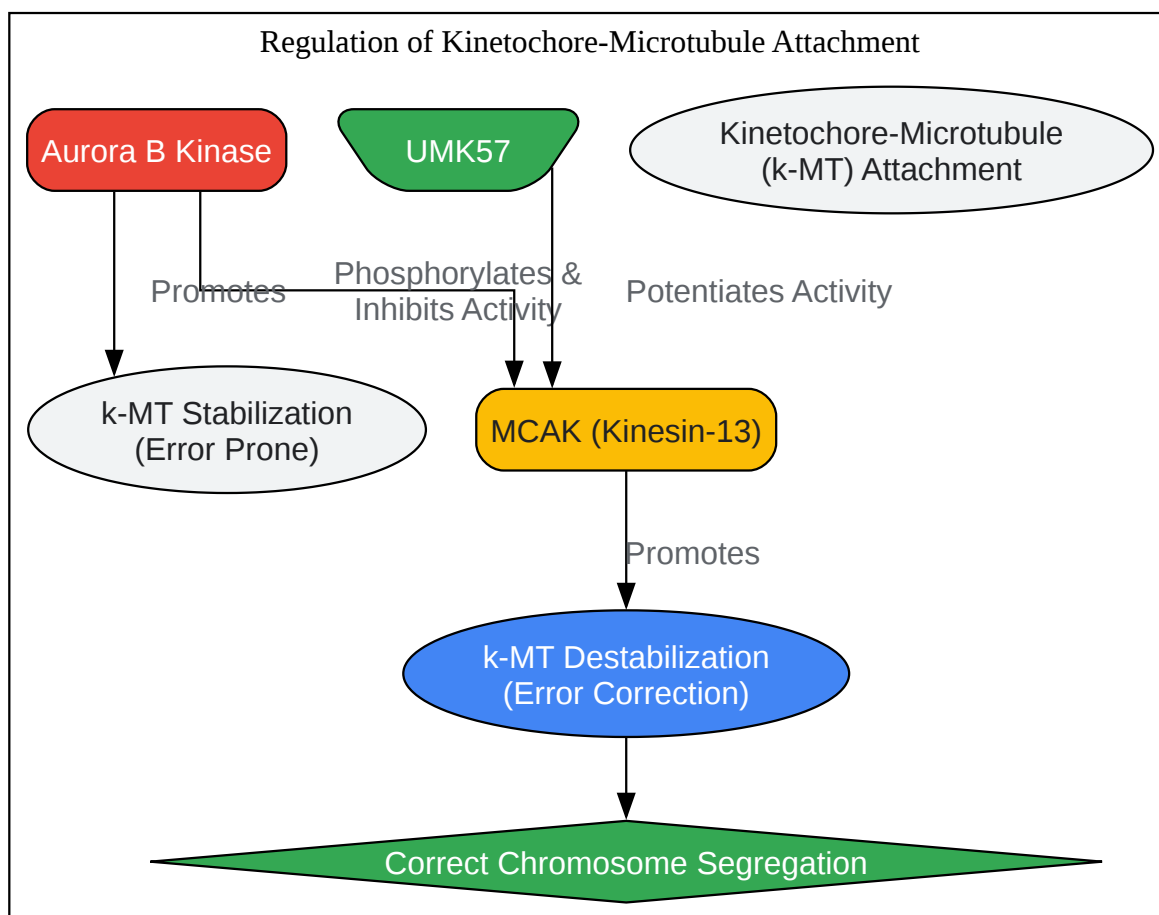 Regulation of Kinetochore-Microtubule Attachment
Aurora B Kinase
UMK57
Kinetochore-Microtubule
(k-MT) Attachment
Promotes
Phosphorylates &
Inhibits Activity
Potentiates Activity
k-MT Stabilization
(Error Prone)
MCAK (Kinesin-13)
Promotes
k-MT Destabilization
(Error Correction)
Correct Chromosome Segregation